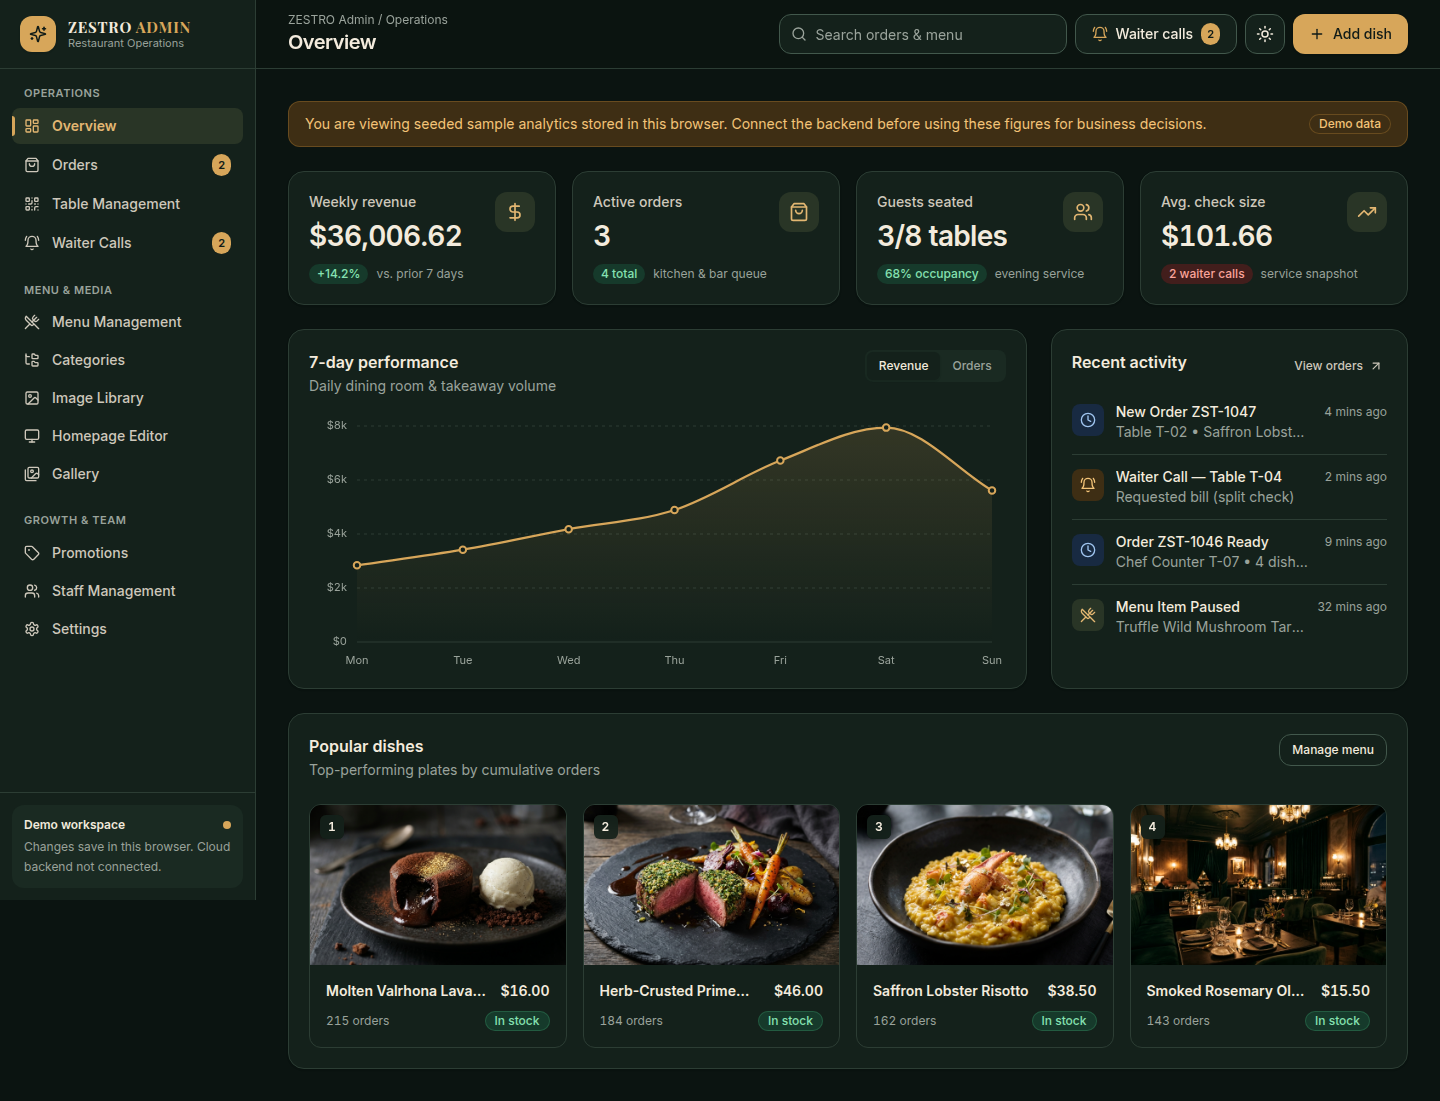 ZESTRO ADMIN
Restaurant Operations
OPERATIONS
Overview
Orders 2
Table Management
Waiter Calls 2
MENU & MEDIA
Menu Management
Categories
Image Library
Homepage Editor
Gallery
GROWTH & TEAM
Promotions
Staff Management
Settings
Demo workspace
Changes save in this browser. Cloud
backend not connected.
ZESTRO Admin / Operations
Overview
Search orders & menu
Waiter calls 2
Add dish
You are viewing seeded sample analytics stored in this browser. Connect the backend before using these figures for business decisions.
Demo data
Weekly revenue
$36,006.62
+14.2% vs. prior 7 days
Active orders
3
4 total kitchen & bar queue
Guests seated
3/8 tables
68% occupancy evening service
Avg. check size
$101.66
2 waiter calls service snapshot
7-day performance
Daily dining room & takeaway volume
Revenue Orders
$8k
$6k
$4k
$2k
$0
Mon Tue Wed Thu Fri Sat Sun
Recent activity
View orders
New Order ZST-1047 4 mins ago
Table T-02 • Saffron Lobst...
Waiter Call — Table T-04 2 mins ago
Requested bill (split check)
Order ZST-1046 Ready 9 mins ago
Chef Counter T-07 • 4 dish...
Menu Item Paused 32 mins ago
Truffle Wild Mushroom Tar...
Popular dishes
Top-performing plates by cumulative orders
Manage menu
1
Molten Valrhona Lava... $16.00
215 orders In stock
2
Herb-Crusted Prime... $46.00
184 orders In stock
3
Saffron Lobster Risotto $38.50
162 orders In stock
4
Smoked Rosemary Ol... $15.50
143 orders In stock